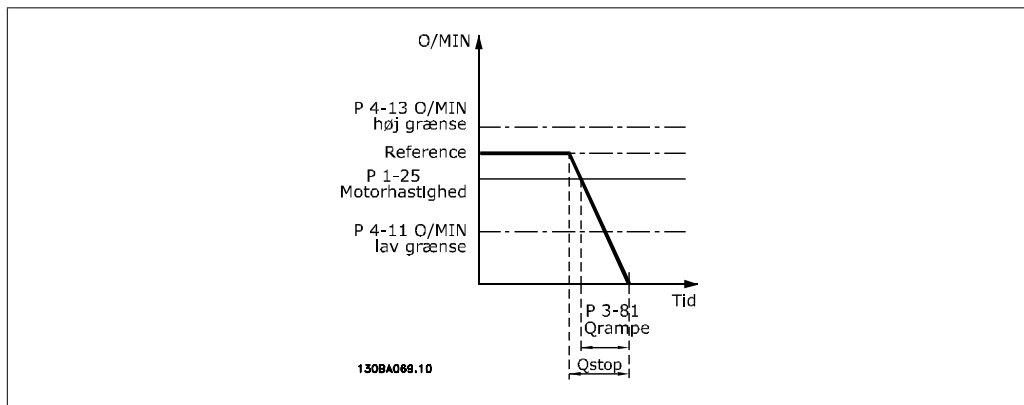 O/MIN
P 4-13 O/MIN
høj grænse
Reference
P 1-25
Motorhastighed
P 4-11 O/MIN
lav grænse
Tid
P 3-81
Qrampe
Qstop
130BA069.10